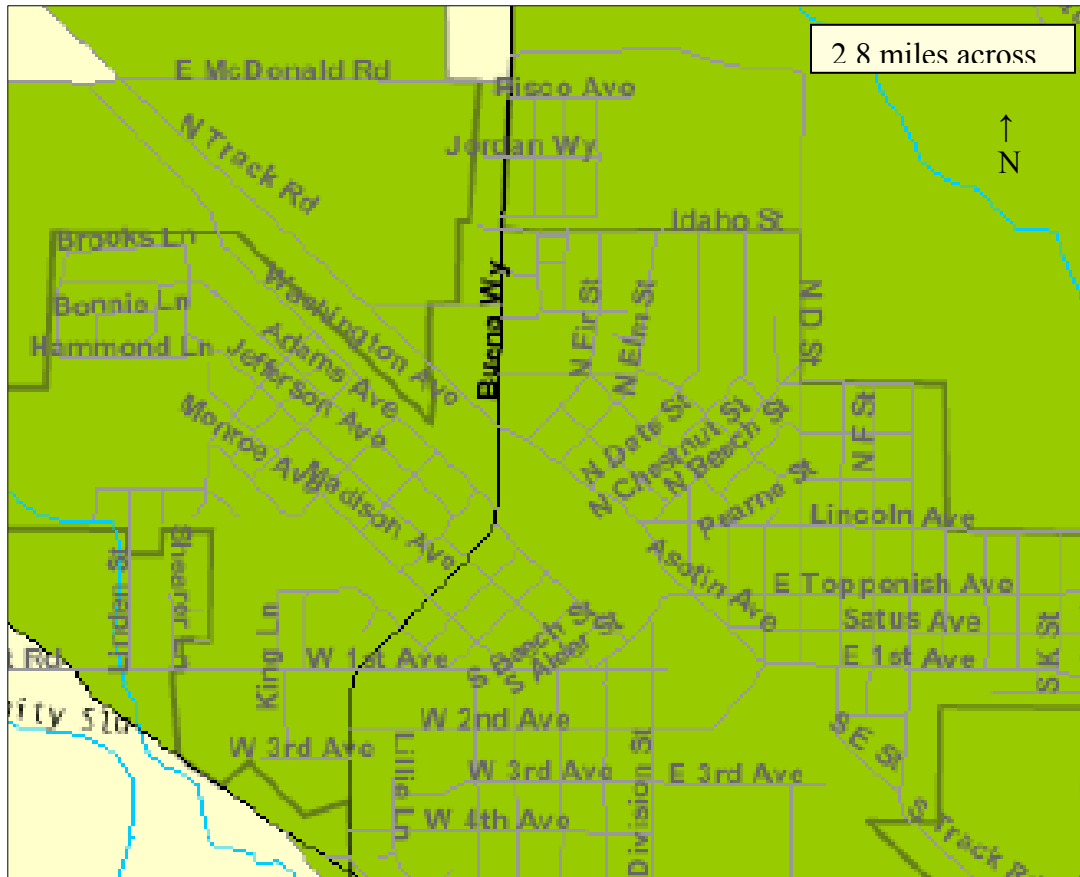 2 8 miles across
E McDonald Rd
Pisco Ave
N Track Rd
Jordan Wy
↑
N
Idaho St
Brooks Ln
Bonnie Ln
Hammond Ln
Washington Ave
Adams Ave
Jefferson Ave
Monroe Ave
Madison Ave
Buena Wy
N Fir St
N Elm St
N D St
N Date St
N Chestnut St
N Beech St
N F St
Pearne St
Lincoln Ave
Asotin Ave
E Toppenish Ave
Satus Ave
E 1st Ave
S K St
Linden St
Sheerer Ln
King Ln
W 1st Ave
S Beech St
S Alder St
Rd
W 2nd Ave
S E St
W 3rd Ave
Lillie Ln
W 3rd Ave
Division St
E 3rd Ave
W 4th Ave
S Track R